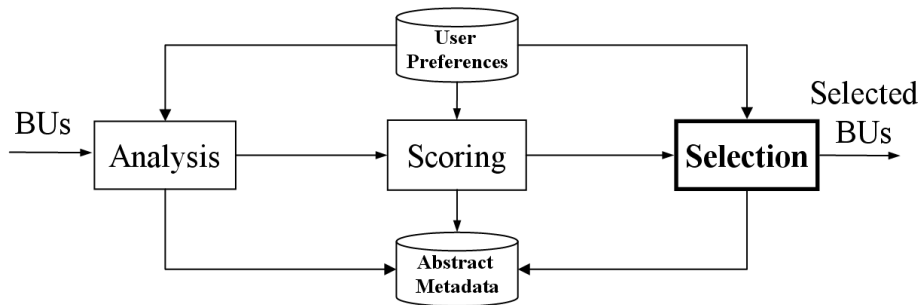 User
Preferences
BUs
Analysis
Scoring
Selection
Selected
BUs
Abstract
Metadata